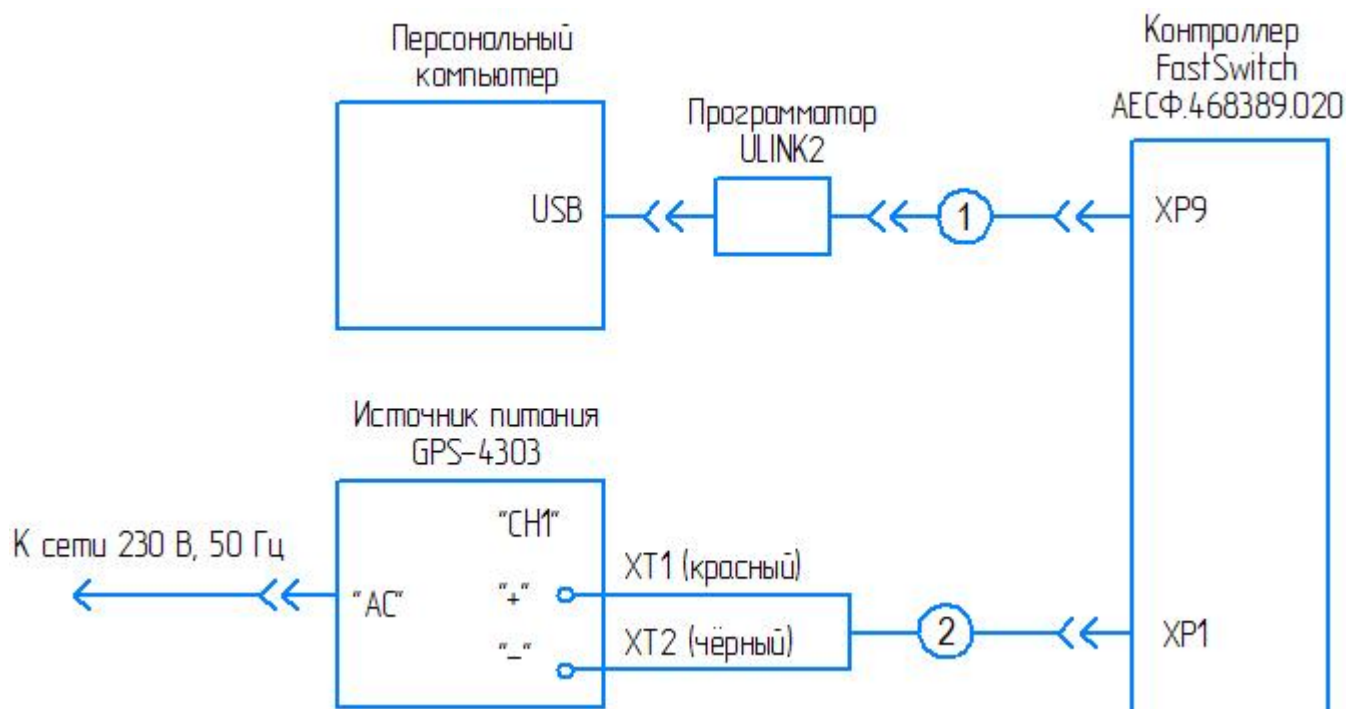 Персональный
компьютер
Контроллер
FastSwitch
АЕСФ.468389.020
Программатор
ULINK2
USB
1
XP9
Источник питания
GPS-4303
"CH1"
К сети 230 В, 50 Гц
"AC"
"+"
XT1 (красный)
"–"
XT2 (чёрный)
2
XP1